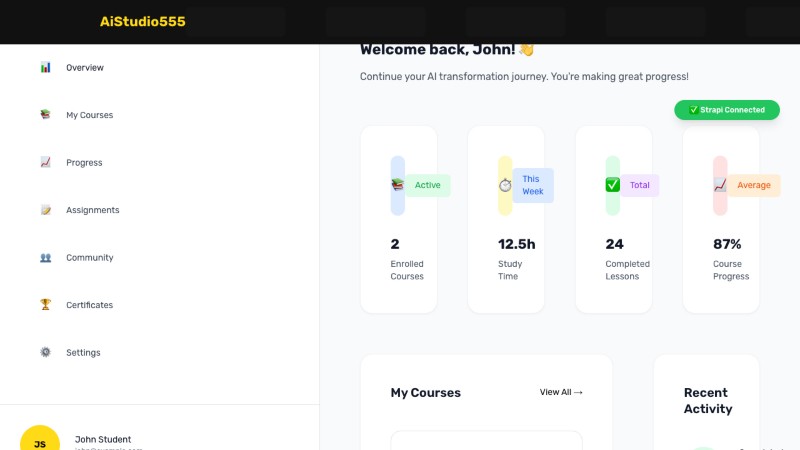 AiStudio555
Overview
My Courses
Progress
Assignments
Community
Certificates
Settings
JS
John Student
Welcome back, John!
Continue your AI transformation journey. You're making great progress!
Strapi Connected
Active
2
Enrolled
Courses
This
Week
12.5h
Study
Time
Total
24
Completed
Lessons
Average
87%
Course
Progress
My Courses
View All →
Recent
Activity